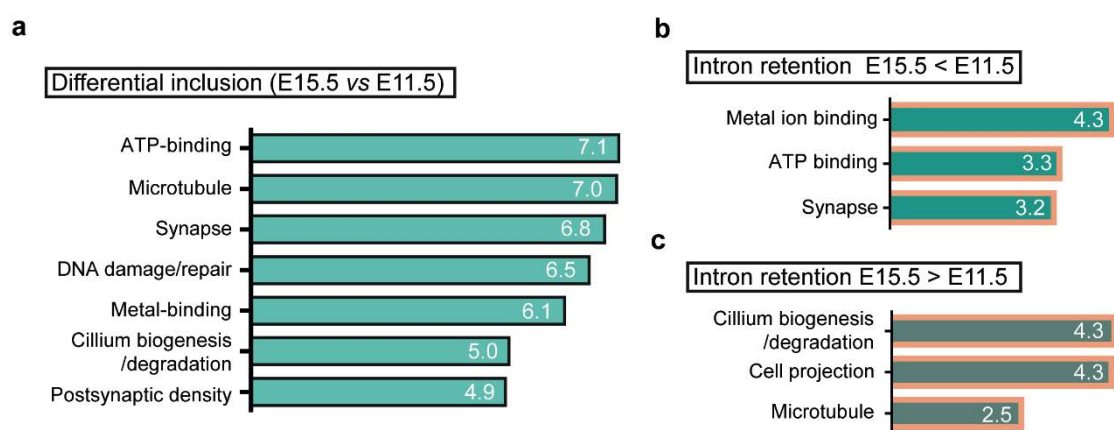 a
Differential inclusion (E15.5 vs E11.5)
ATP-binding
7.1
Microtubule
7.0
Synapse
6.8
DNA damage/repair
6.5
Metal-binding
6.1
Cillium biogenesis
/degradation
5.0
Postsynaptic density
4.9
b
Intron retention E15.5 < E11.5
Metal ion binding
4.3
ATP binding
3.3
Synapse
3.2
c
Intron retention E15.5 > E11.5
Cillium biogenesis
/degradation
4.3
Cell projection
4.3
Microtubule
2.5